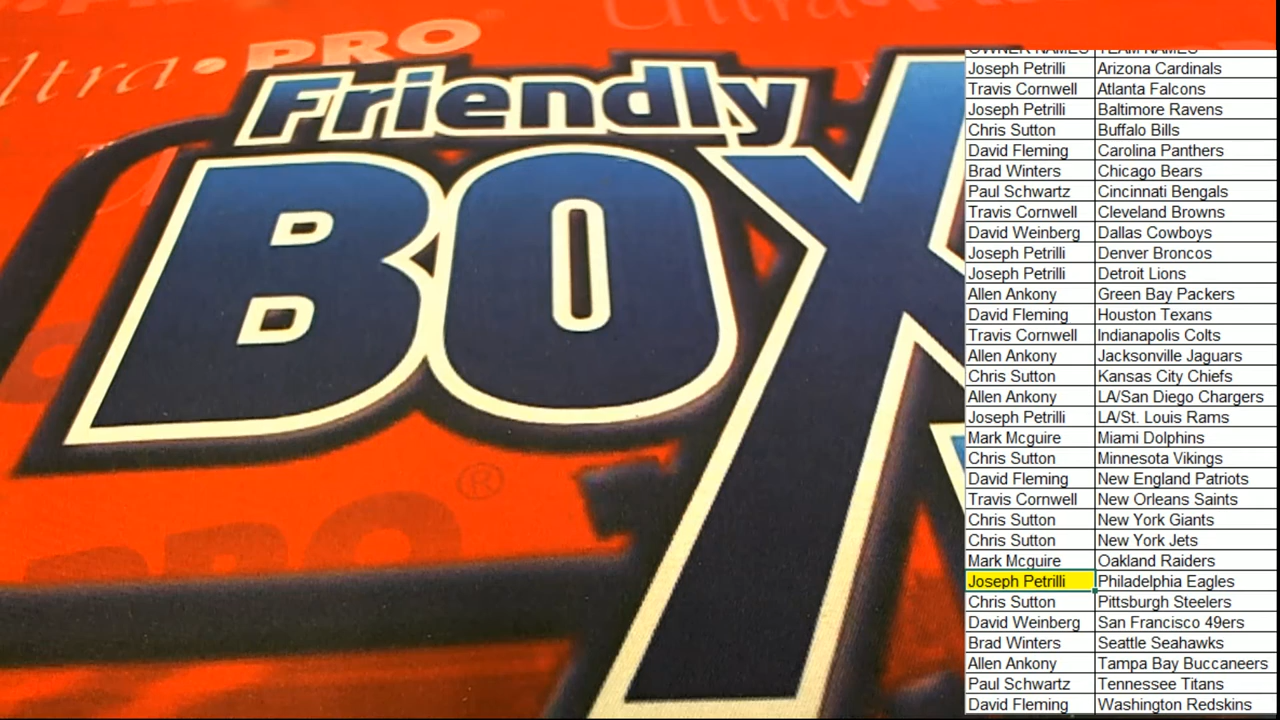 Ultra•PRO
Ultra
Friendly
BOX
®
PRO
OWNER NAMES TEAM NAMES
Joseph Petrilli Arizona Cardinals
Travis Cornwell Atlanta Falcons
Joseph Petrilli Baltimore Ravens
Chris Sutton Buffalo Bills
David Fleming Carolina Panthers
Brad Winters Chicago Bears
Paul Schwartz Cincinnati Bengals
Travis Cornwell Cleveland Browns
David Weinberg Dallas Cowboys
Joseph Petrilli Denver Broncos
Joseph Petrilli Detroit Lions
Allen Ankony Green Bay Packers
David Fleming Houston Texans
Travis Cornwell Indianapolis Colts
Allen Ankony Jacksonville Jaguars
Chris Sutton Kansas City Chiefs
Allen Ankony LA/San Diego Chargers
Joseph Petrilli LA/St. Louis Rams
Mark Mcguire Miami Dolphins
Chris Sutton Minnesota Vikings
David Fleming New England Patriots
Travis Cornwell New Orleans Saints
Chris Sutton New York Giants
Chris Sutton New York Jets
Mark Mcguire Oakland Raiders
Joseph Petrilli Philadelphia Eagles
Chris Sutton Pittsburgh Steelers
David Weinberg San Francisco 49ers
Brad Winters Seattle Seahawks
Allen Ankony Tampa Bay Buccaneers
Paul Schwartz Tennessee Titans
David Fleming Washington Redskins